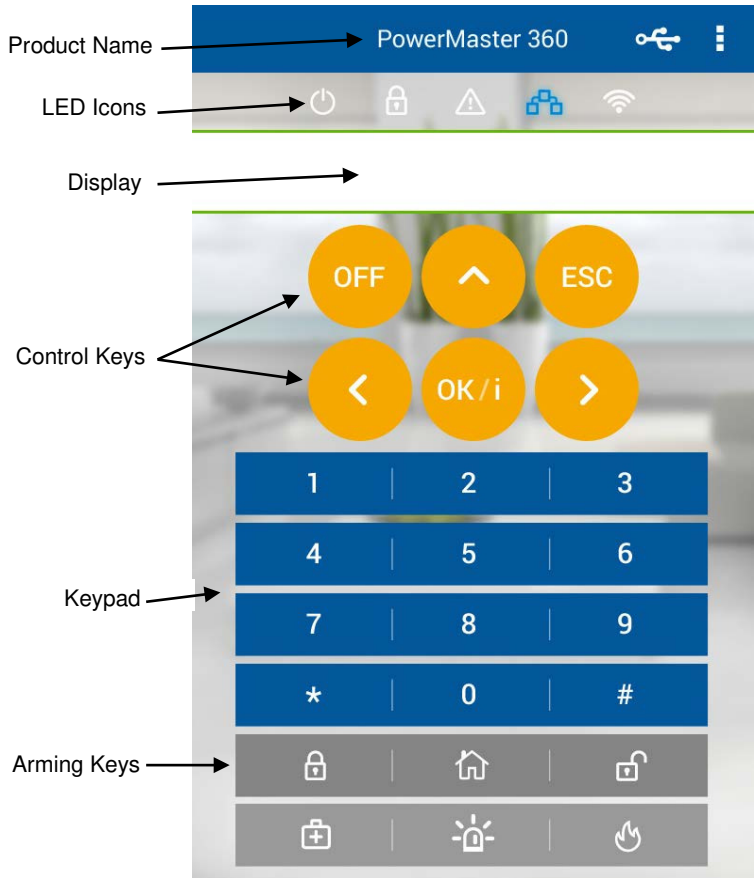 Product Name
PowerMaster 360
LED Icons
Display
OFF
ESC
Control Keys
OK/i
1 2 3
4 5 6
Keypad
7 8 9
* 0 #
Arming Keys